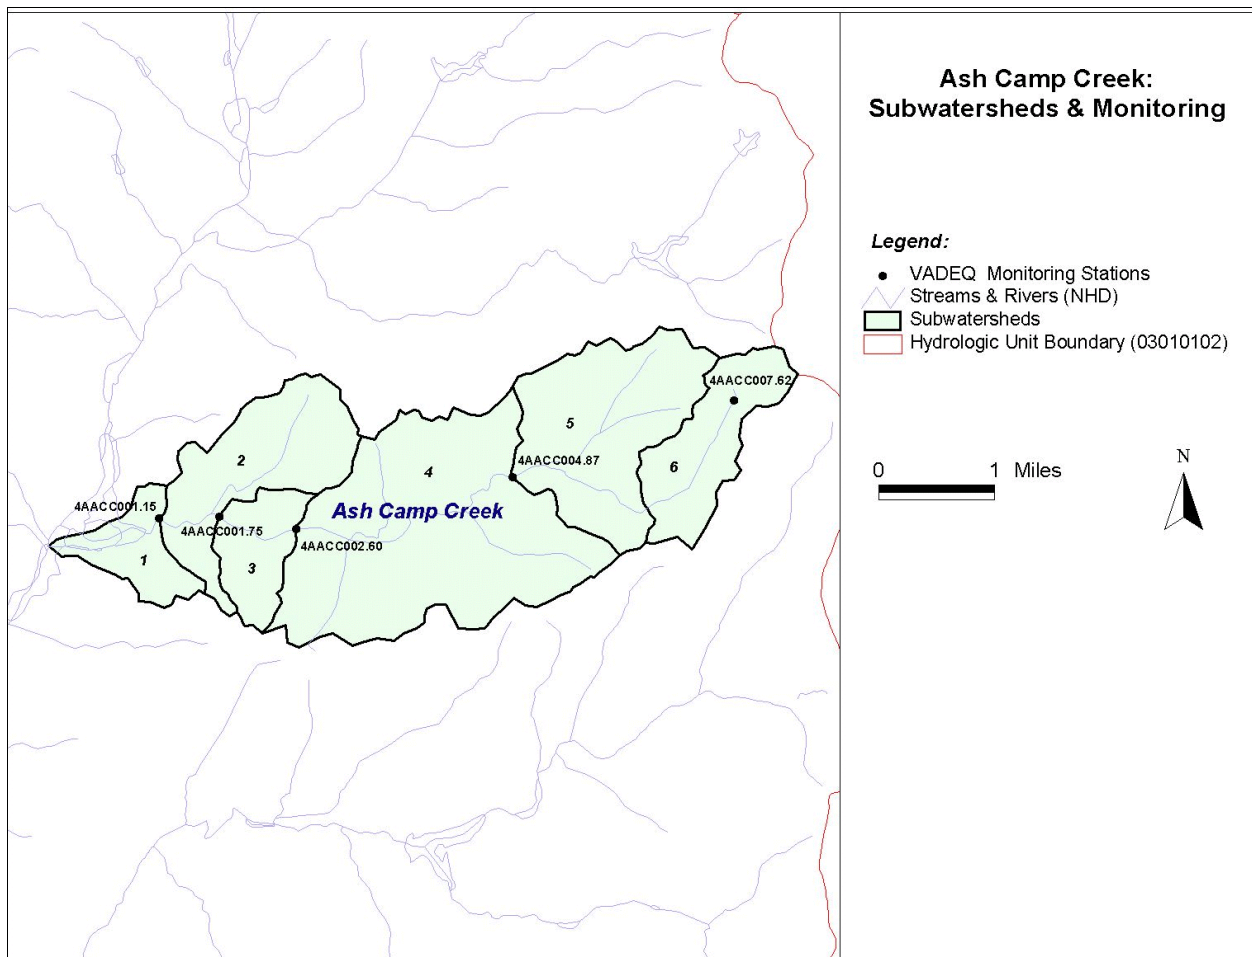 Ash Camp Creek:
Subwatersheds & Monitoring
Legend:
VADEQ Monitoring Stations
Streams & Rivers (NHD)
Subwatersheds
Hydrologic Unit Boundary (03010102)
4AACC007.62
5
4AACC004.87
6
2
4
4AACC001.15
4AACC001.75
Ash Camp Creek
4AACC002.60
1
3
0 1 Miles
N